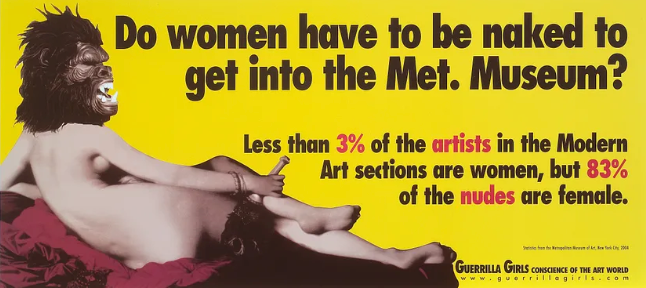 Do women have to be naked to
get into the Met. Museum?
Less than 3% of the artists in the Modern
Art sections are women, but 83%
of the nudes are female.
Statistics from the Metropolitan Museum of Art, New York City, 2004
GUERRILLA GIRLS CONSCIENCE OF THE ART WORLD
www.guerrillagirls.com